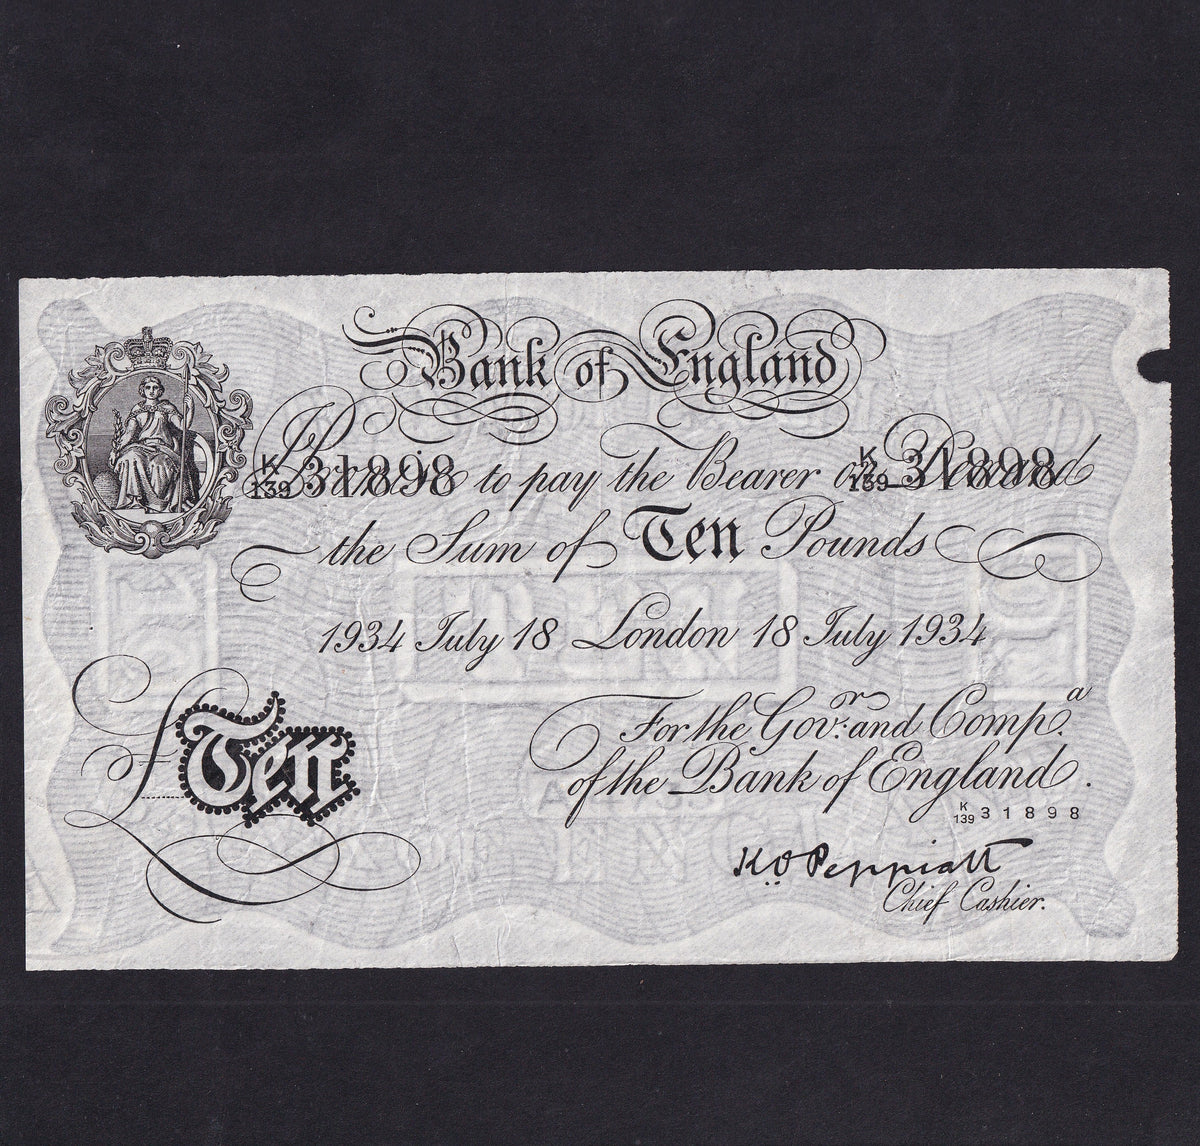 Bank of England
K
139 31898
K
139 31898
Promise to pay the Bearer on Demand
the Sum of Ten Pounds
1934 July 18 London 18 July 1934
For the Govr: and Compa.
of the Bank of England.
K
139 31898
£Ten
K.O Peppiatt
Chief Cashier.